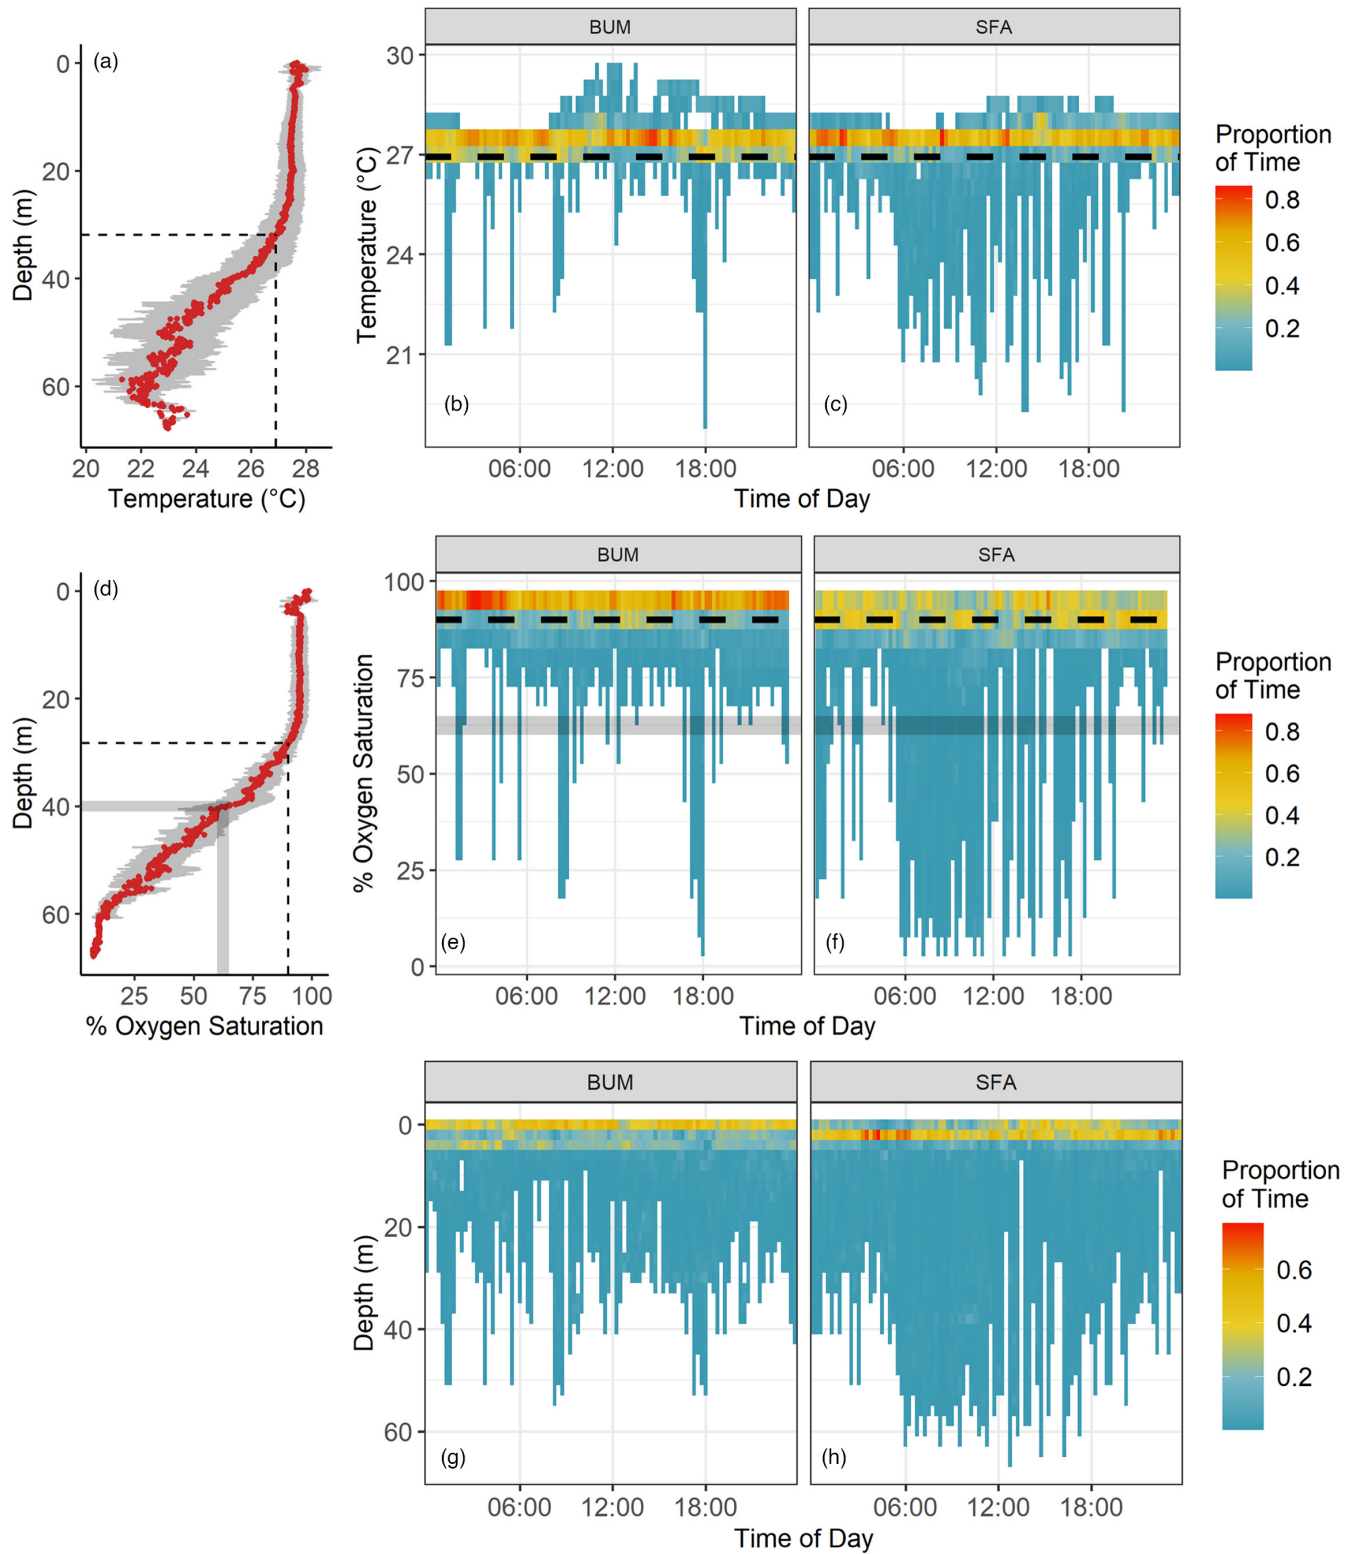 BUM
SFA
(a)
0
20
40
60
Depth (m)
20
22
24
26
28
Temperature (°C)
30
27
24
21
Temperature (°C)
(b)
(c)
06:00
12:00
18:00
06:00
12:00
18:00
Time of Day
Proportion
of Time
0.8
0.6
0.4
0.2
BUM
SFA
(d)
0
20
40
60
Depth (m)
25
50
75
100
% Oxygen Saturation
100
75
50
25
0
% Oxygen Saturation
(e)
(f)
06:00
12:00
18:00
06:00
12:00
18:00
Time of Day
Proportion
of Time
0.8
0.6
0.4
0.2
BUM
SFA
0
20
40
60
Depth (m)
(g)
(h)
06:00
12:00
18:00
06:00
12:00
18:00
Time of Day
Proportion
of Time
0.6
0.4
0.2